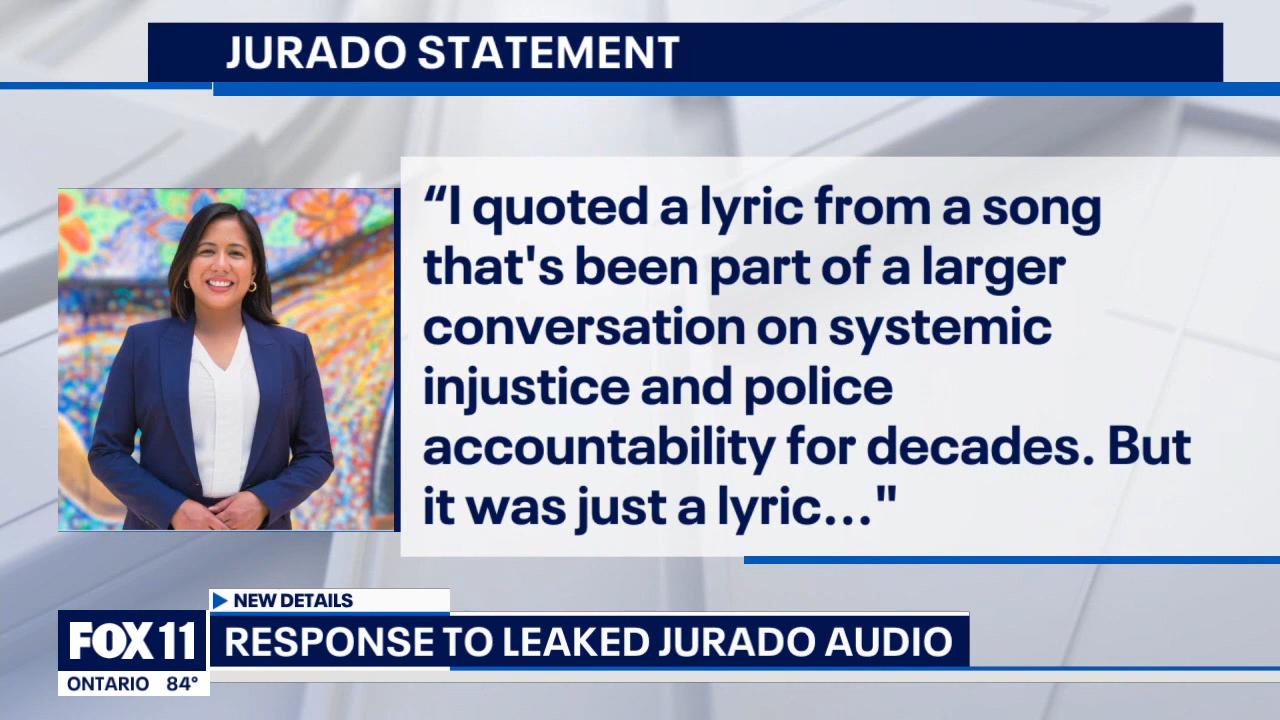 JURADO STATEMENT
“I quoted a lyric from a song
that's been part of a larger
conversation on systemic
injustice and police
accountability for decades. But
it was just a lyric..."
NEW DETAILS
RESPONSE TO LEAKED JURADO AUDIO
FOX 11
ONTARIO 84°